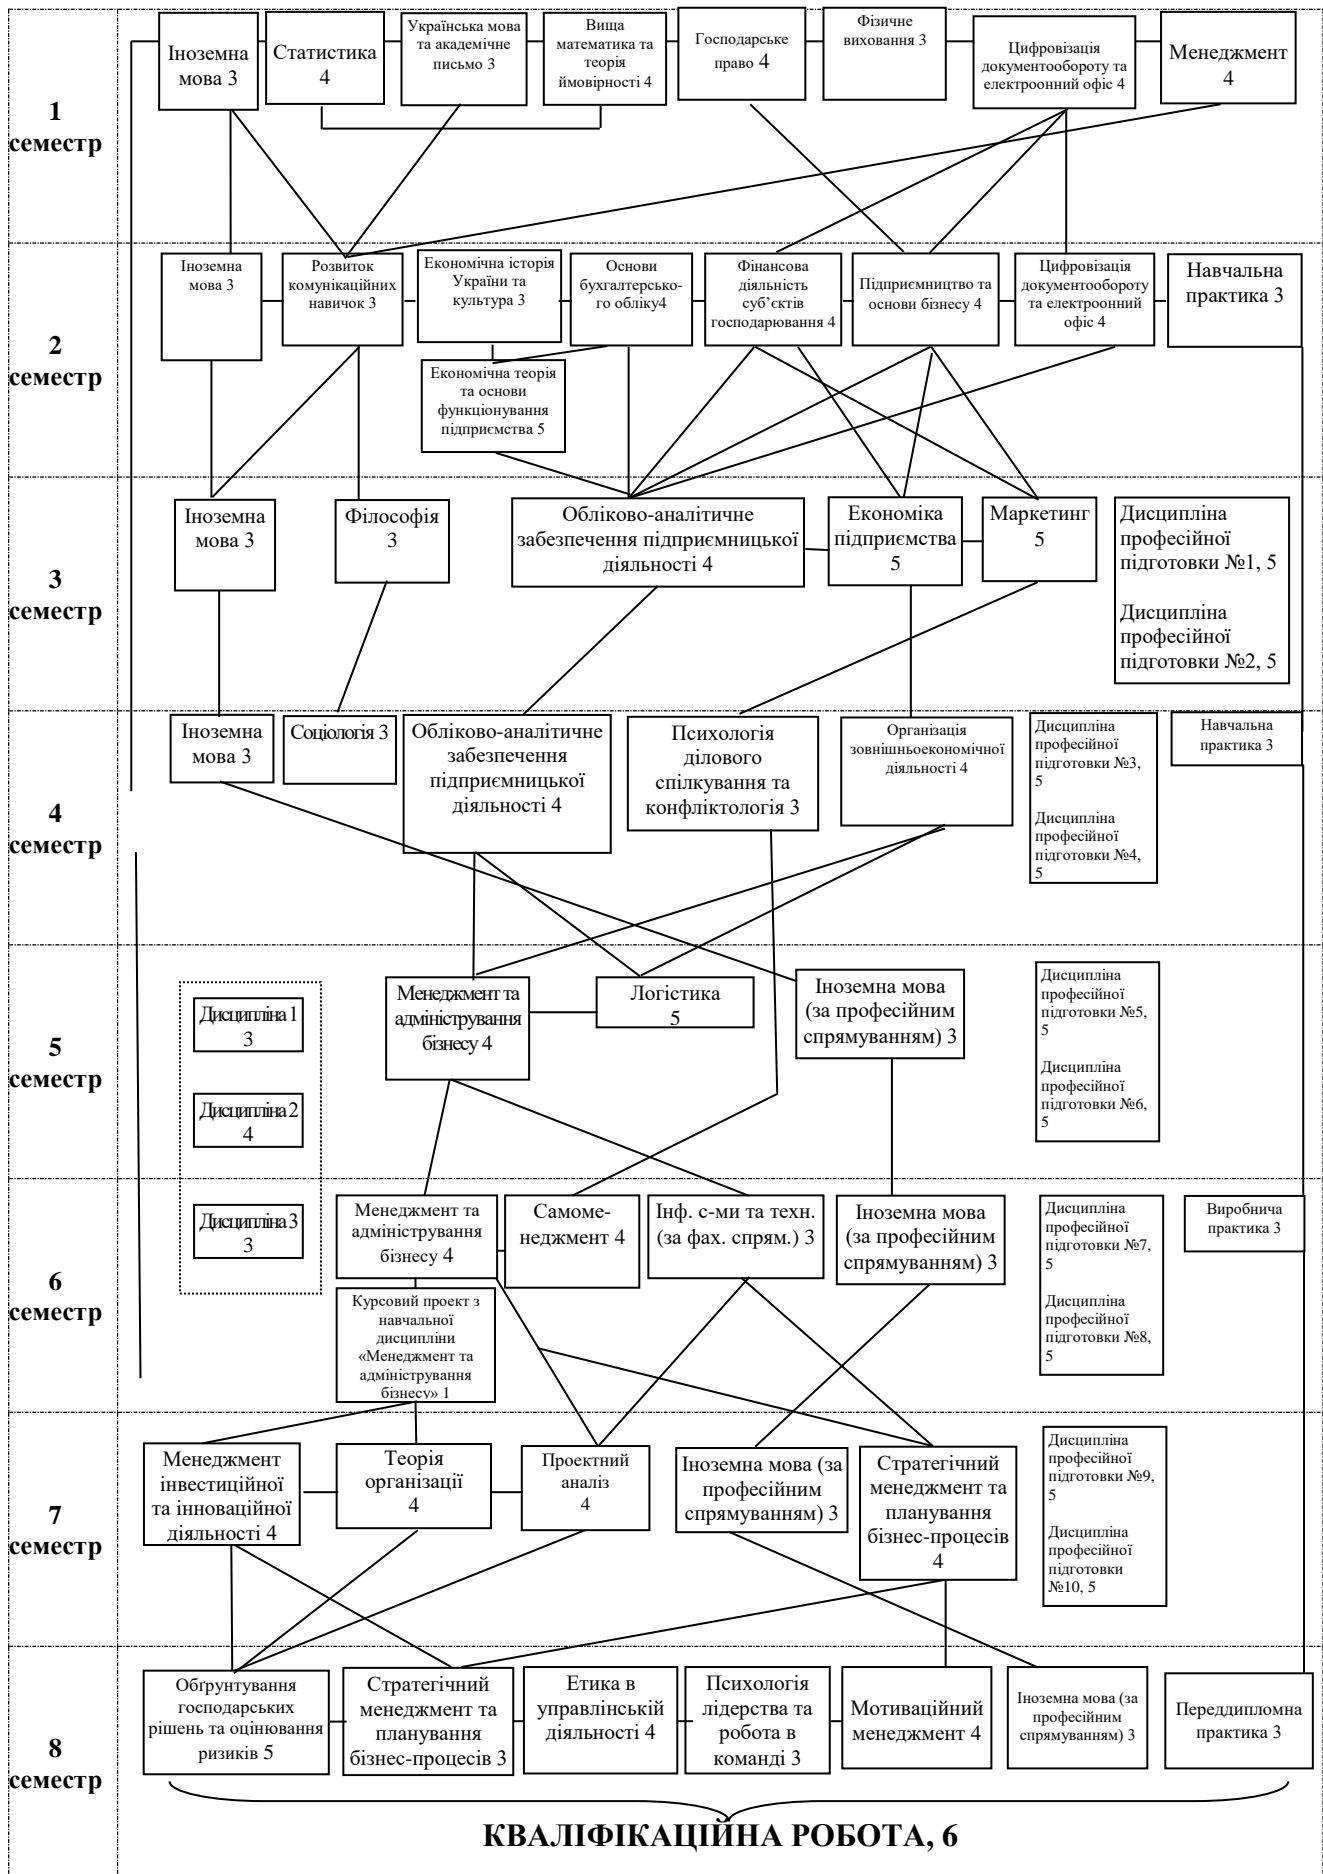 1
семестр
Іноземна
мова 3
Статистика
4
Українська мова
та академічне
письмо 3
Вища
математика та
теорія
ймовірності 4
Господарське
право 4
Фізичне
виховання 3
Цифровізація
документообороту та
електроонний офіс 4
Менеджмент
4
2
семестр
Іноземна
мова 3
Розвиток
комунікаційних
навичок 3
Економічна історія
України та
культура 3
Основи
бухгалтерсько-
го обліку4
Фінансова
діяльність
суб’єктів
господарювання 4
Підприємництво та
основи бізнесу 4
Цифровізація
документообороту
та електроонний
офіс 4
Навчальна
практика 3
Економічна теорія
та основи
функціонування
підприємства 5
3
семестр
Іноземна
мова 3
Філософія
3
Обліково-аналітичне
забезпечення підприємницької
діяльності 4
Економіка
підприємства
5
Маркетинг
5
Дисципліна
професійної
підготовки №1, 5
Дисципліна
професійної
підготовки №2, 5
4
семестр
Іноземна
мова 3
Соціологія 3
Обліково-аналітичне
забезпечення
підприємницької
діяльності 4
Психологія
ділового
спілкування та
конфліктологія 3
Організація
зовнішньоекономічної
діяльності 4
Дисципліна
професійної
підготовки №3,
5
Дисципліна
професійної
підготовки №4,
5
Навчальна
практика 3
5
семестр
Дисципліна 1
3
Дисципліна 2
4
Менеджмент та
адміністрування
бізнесу 4
Логістика
5
Іноземна мова
(за професійним
спрямуванням) 3
Дисципліна
професійної
підготовки №5,
5
Дисципліна
професійної
підготовки №6,
5
6
семестр
Дисципліна 3
3
Менеджмент та
адміністрування
бізнесу 4
Самоме-
неджмент 4
Інф. с-ми та техн.
(за фах. спрям.) 3
Іноземна мова
(за професійним
спрямуванням) 3
Дисципліна
професійної
підготовки №7,
5
Дисципліна
професійної
підготовки №8,
5
Виробнича
практика 3
Курсовий проект з
навчальної
дисципліни
«Менеджмент та
адміністрування
бізнесу» 1
7
семестр
Менеджмент
інвестиційної
та інноваційної
діяльності 4
Теорія
організації
4
Проектний
аналіз
4
Іноземна мова (за
професійним
спрямуванням) 3
Стратегічний
менеджмент та
планування
бізнес-процесів
4
Дисципліна
професійної
підготовки №9,
5
Дисципліна
професійної
підготовки
№10, 5
8
семестр
Обґрунтування
господарських
рішень та оцінювання
ризиків 5
Стратегічний
менеджмент та
планування
бізнес-процесів 3
Етика в
управлінській
діяльності 4
Психологія
лідерства та
робота в
команді 3
Мотиваційний
менеджмент 4
Іноземна мова (за
професійним
спрямуванням) 3
Переддипломна
практика 3
КВАЛІФІКАЦІЙНА РОБОТА, 6